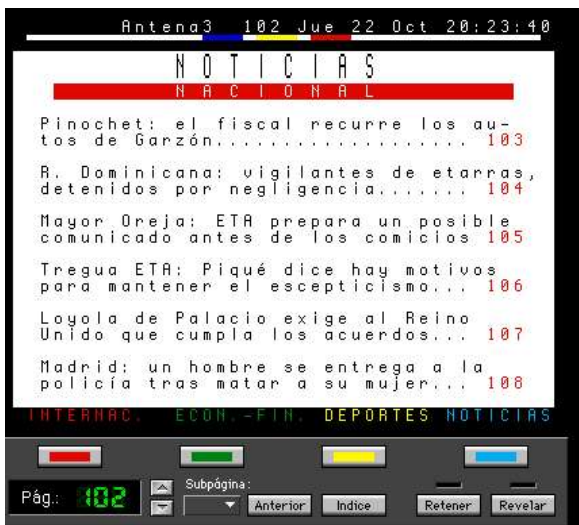 Antena3 102 Jue 22 Oct 20:23:40
NOTICIAS
NACIONAL
Pinochet: el fiscal recurre los au-
tos de Garzón................... 103
R. Dominicana: vigilantes de etarras,
detenidos por negligencia....... 104
Mayor Oreja: ETA prepara un posible
comunicado antes de los comicios 105
Tregua ETA: Piqué dice hay motivos
para mantener el escepticismo... 106
Loyola de Palacio exige al Reino
Unido que cumpla los acuerdos... 107
Madrid: un hombre se entrega a la
policía tras matar a su mujer... 108
INTERNAC. ECON.-FIN. DEPORTES NOTICIAS
Pág.: 102 Subpágina: Anterior Indice Retener Revelar